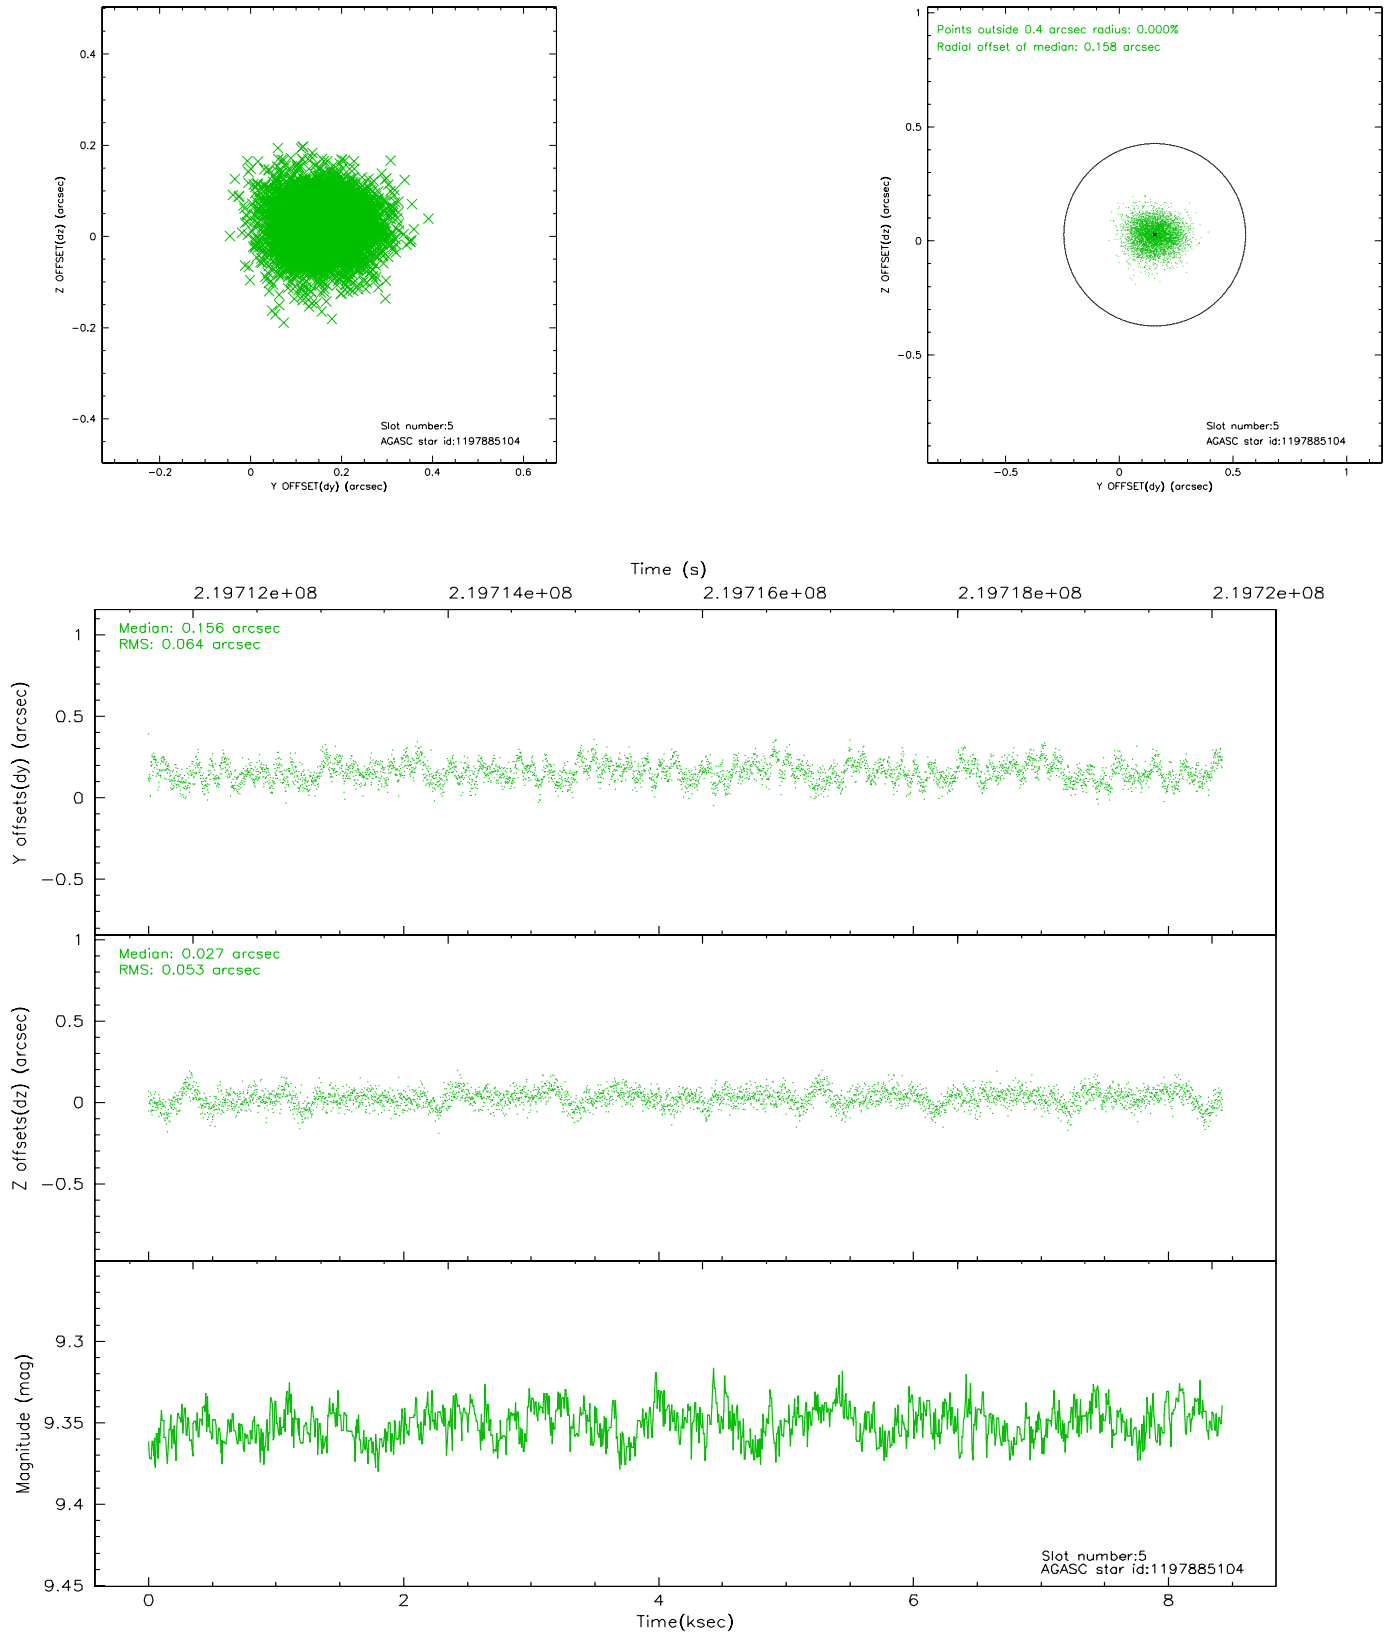 0.4
0.2
0
−0.2
−0.4
Z OFFSET(dz) (arcsec)
Slot number:5
AGASC star id:1197885104
−0.2 0 0.2 0.4 0.6
Y OFFSET(dy) (arcsec)
Points outside 0.4 arcsec radius: 0.000%
Radial offset of median: 0.158 arcsec
1
0.5
0
−0.5
Z OFFSET(dz) (arcsec)
Slot number:5
AGASC star id:1197885104
−0.5 0 0.5 1
Y OFFSET(dy) (arcsec)
Time (s)
2.19712e+08 2.19714e+08 2.19716e+08 2.19718e+08 2.1972e+08
Median: 0.156 arcsec
RMS: 0.064 arcsec
1
0.5
0
−0.5
Y offsets(dy) (arcsec)
Median: 0.027 arcsec
RMS: 0.053 arcsec
1
0.5
0
−0.5
Z offsets(dz) (arcsec)
9.3
9.35
9.4
9.45
Magnitude (mag)
Slot number:5
AGASC star id:1197885104
0 2 4 6 8
Time(ksec)